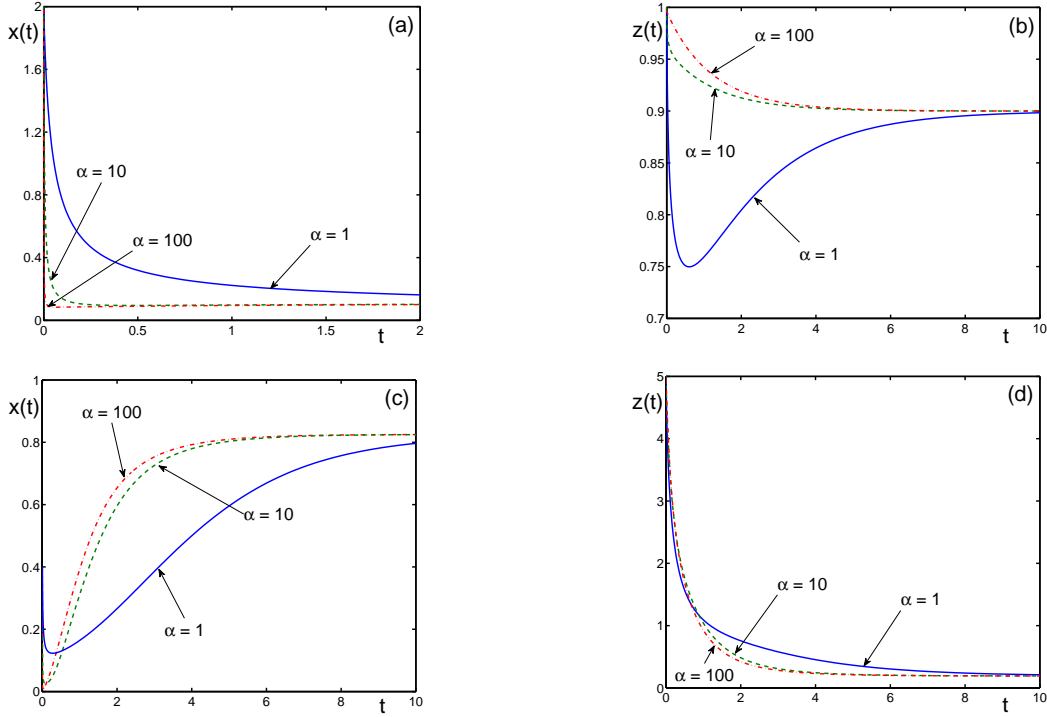 2
x(t)
(a)
1.6
1.2
0.8
α = 10
α = 100
α = 1
0.4
0
0 0.5 1 1.5 2
t
1
z(t)
(b)
α = 100
0.95
0.9
α = 10
0.85
0.8
α = 1
0.75
0.7
0 2 4 6 8 10
t
1
x(t)
(c)
α = 100
0.8
0.6
α = 10
0.4
0.2
α = 1
0
0 2 4 6 8 10
t
5
z(t)
(d)
4
3
2
α = 10
α = 1
1
α = 100
0
0 2 4 6 8 10
t